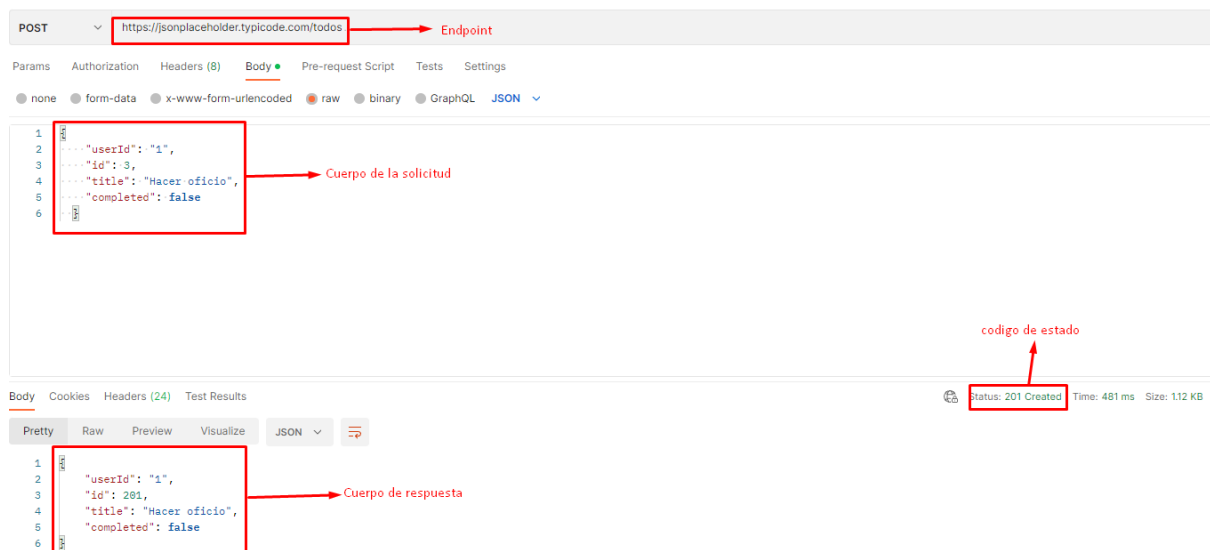 POST https://jsonplaceholder.typicode.com/todos Endpoint
Params Authorization Headers (8) Body Pre-request Script Tests Settings
none form-data x-www-form-urlencoded raw binary GraphQL JSON
1 {
2 "userId": "1",
3 "id": 3,
4 "title": "Hacer oficio",
5 "completed": false
6 }
Cuerpo de la solicitud
codigo de estado
Body Cookies Headers (24) Test Results Status: 201 Created Time: 481 ms Size: 1.12 KB
Pretty Raw Preview Visualize JSON
1 {
2 "userId": "1",
3 "id": 201,
4 "title": "Hacer oficio",
5 "completed": false
6 }
Cuerpo de respuesta